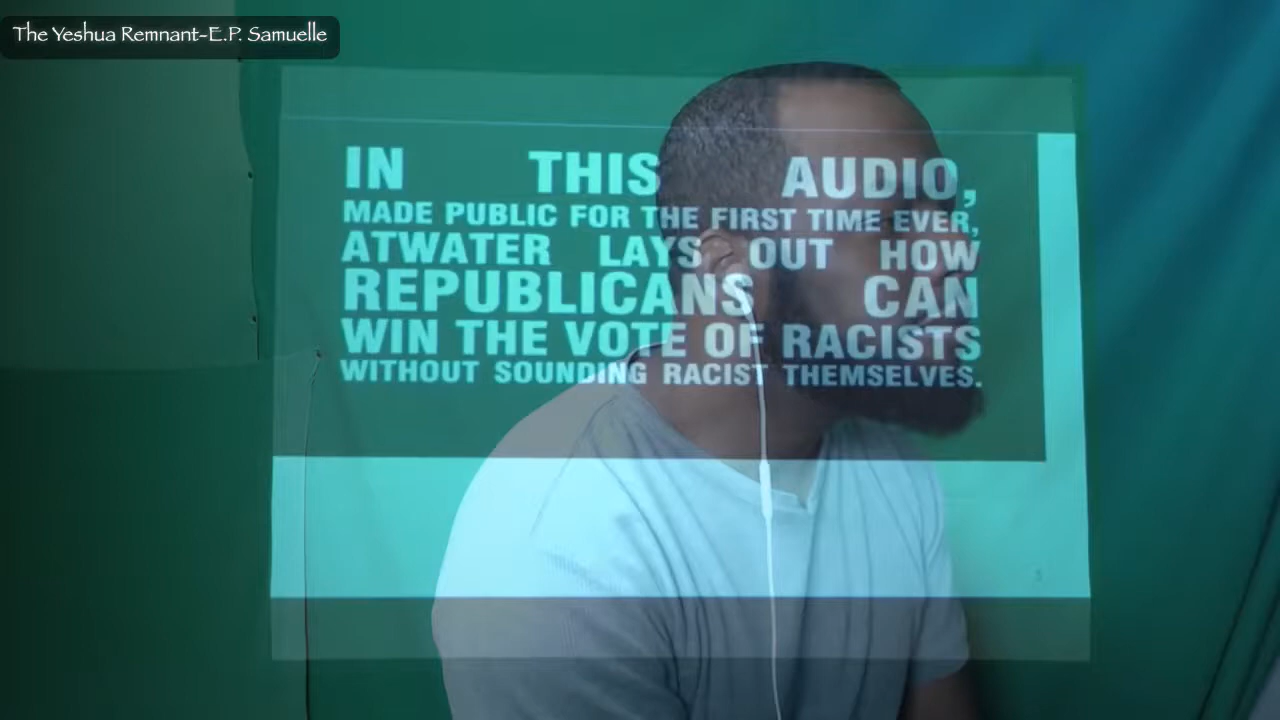 The Yeshua Remnant-E.P. Samuelle
IN THIS AUDIO,
MADE PUBLIC FOR THE FIRST TIME EVER,
ATWATER LAYS OUT HOW
REPUBLICANS CAN
WIN THE VOTE OF RACISTS
WITHOUT SOUNDING RACIST THEMSELVES.